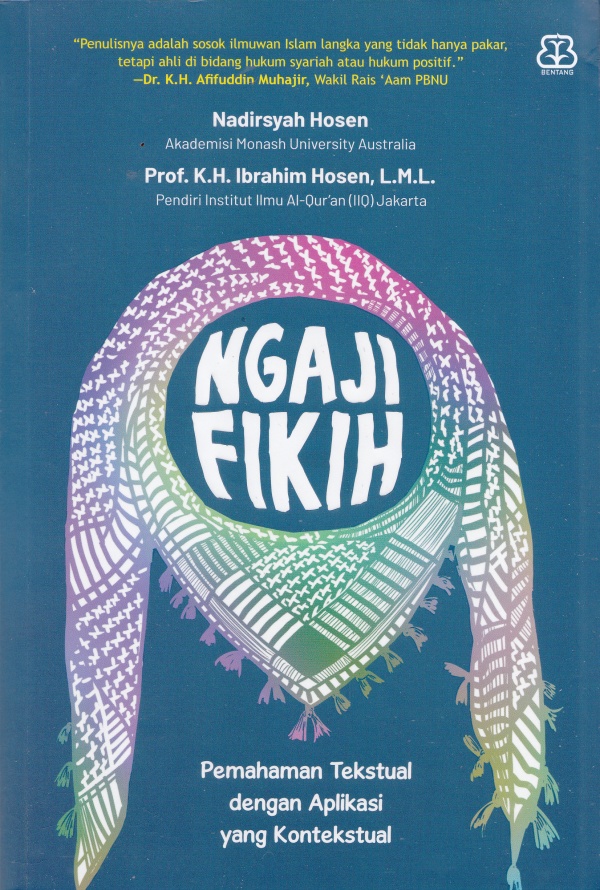 “Penulisnya adalah sosok ilmuwan Islam langka yang tidak hanya pakar,
tetapi ahli di bidang hukum syariah atau hukum positif.”
—Dr. K.H. Afifuddin Muhajir, Wakil Rais ‘Aam PBNU
BENTANG
Nadirsyah Hosen
Akademisi Monash University Australia
Prof. K.H. Ibrahim Hosen, L.M.L.
Pendiri Institut Ilmu Al-Qur’an (IIQ) Jakarta
NGAJI
FIKIH
Pemahaman Tekstual
dengan Aplikasi
yang Kontekstual